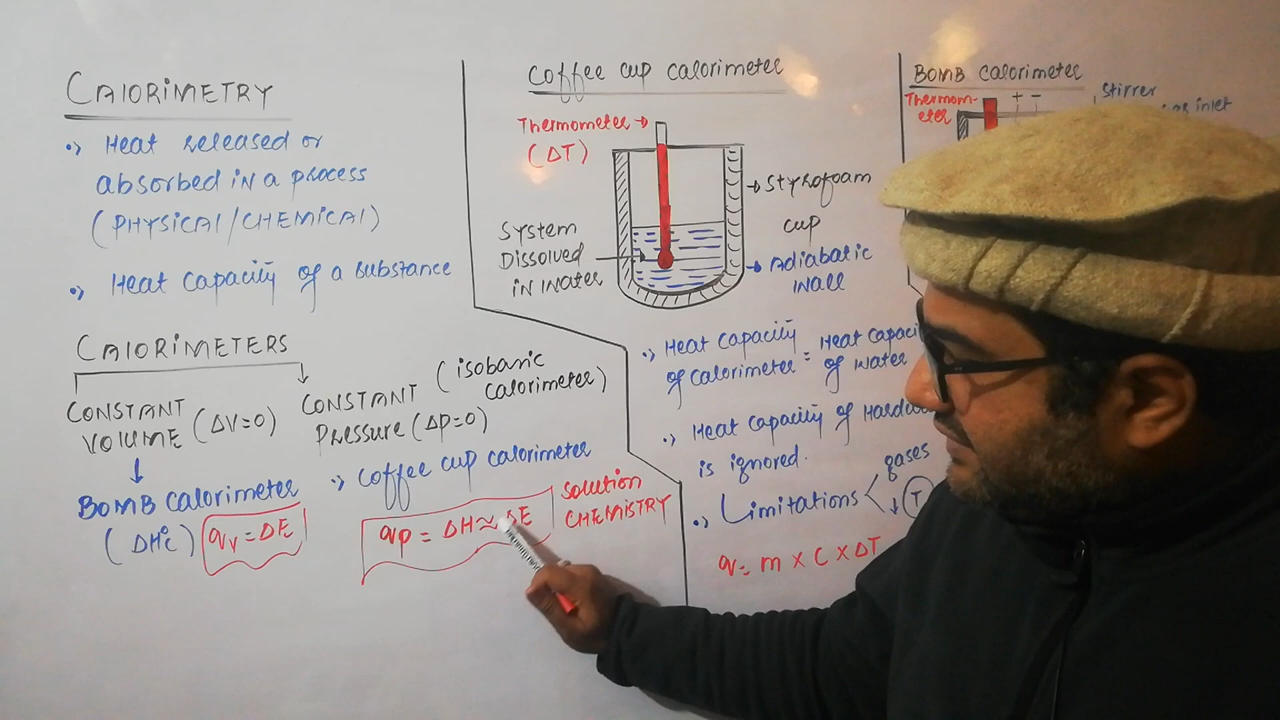 CALORIMETRY
•) Heat released or
absorbed in a process
(PHYSICAL/CHEMICAL)
•) Heat capacity of a substance
CALORIMETERS
CONSTANT
VOLUME (ΔV=0)
BOMB calorimeter
(ΔH°c) qv = ΔE
CONSTANT (isobaric
calorimeter)
Pressure (ΔP=0)
•) Coffee cup calorimeter
qp = ΔH ≈ ΔE
Solution
CHEMISTRY
Coffee cup calorimeter
Thermometer →
(ΔT)
→ Styrofoam
cup
System
Dissolved
in water
→ Adiabatic
wall
•) Heat capacity
of calorimeter = Heat capaci
of water
•) Heat capacity of Hardw
is ignored.
•) Limitations < gases
↓ T
q = m × C × ΔT
BOMB calorimeter
Thermom-
eter
+ −
Stirrer
inlet